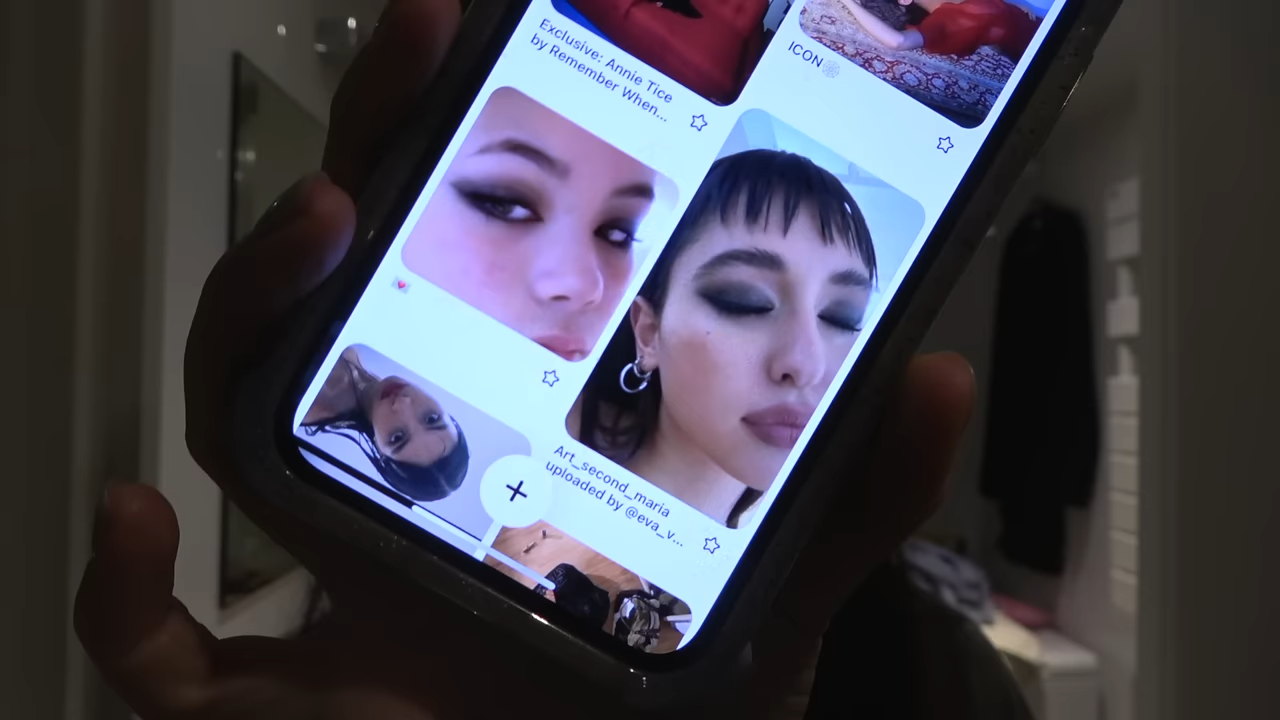 Exclusive: Annie Tice
by Remember When...
ICON
Art_second_maria
uploaded by @eva_v...